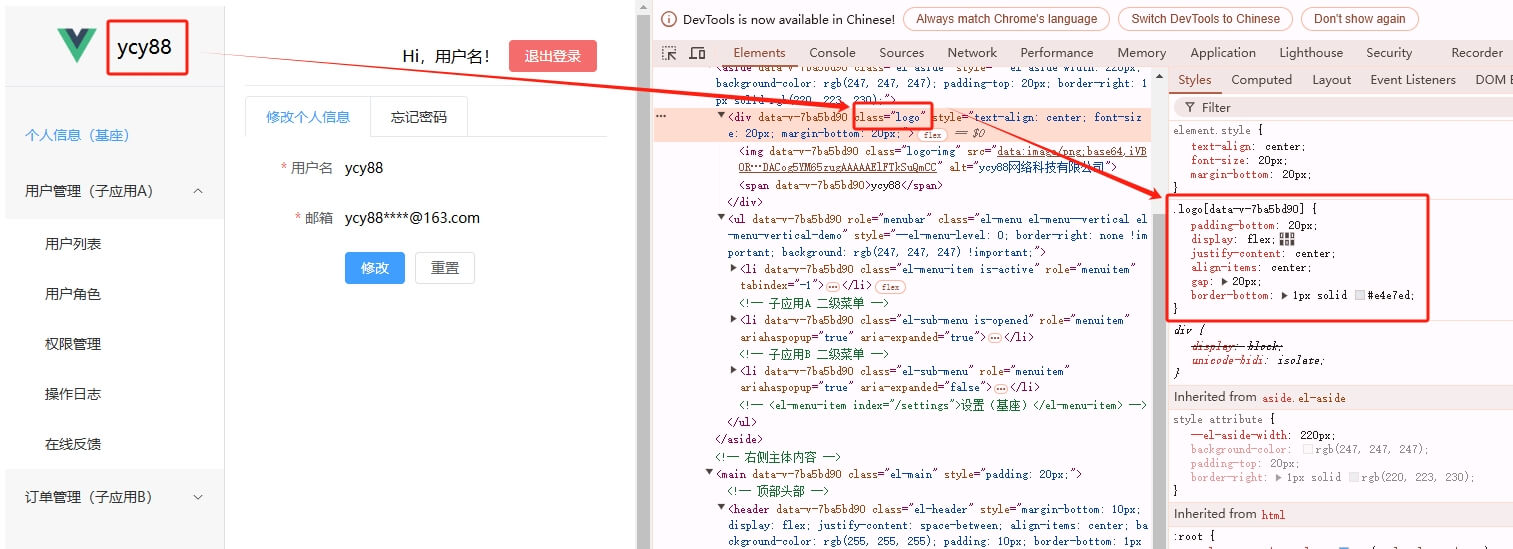 ycy88
Hi，用户名！
退出登录
个人信息（基座）
用户管理（子应用A）
用户列表
用户角色
权限管理
操作日志
在线反馈
订单管理（子应用B）
修改个人信息
忘记密码
* 用户名 ycy88
* 邮箱 ycy88****@163.com
修改
重置
DevTools is now available in Chinese!
Always match Chrome's language
Switch DevTools to Chinese
Don't show again
Elements Console Sources Network Performance Memory Application Lighthouse Security Recorder
background-color: rgb(247, 247, 247); padding-top: 20px; border-right: 1
px solid rgb(220, 223, 230);">
<div data-v-7ba5bd90 class="logo" style="text-align: center; font-siz
e: 20px; margin-bottom: 20px;"> flex == $0
<img data-v-7ba5bd90 class="logo-img" src="data:image/png;base64,iVB
OR…DACog5YM65zugAAAAAElFTkSuQmCC" alt="ycy88网络科技有限公司">
<span data-v-7ba5bd90>ycy88</span>
</div>
<ul data-v-7ba5bd90 role="menubar" class="el-menu el-menu--vertical el
-menu-vertical-demo" style="--el-menu-level: 0; border-right: none !im
portant; background: rgb(247, 247, 247) !important;">
<li data-v-7ba5bd90 class="el-menu-item is-active" role="menuitem"
tabindex="-1"> … </li> flex
<!-- 子应用A 二级菜单 -->
<li data-v-7ba5bd90 class="el-sub-menu is-opened" role="menuitem"
ariahaspopup="true" aria-expanded="true"> … </li>
<!-- 子应用B 二级菜单 -->
<li data-v-7ba5bd90 class="el-sub-menu" role="menuitem"
ariahaspopup="true" aria-expanded="false"> … </li>
<!-- <el-menu-item index="/settings">设置（基座）</el-menu-item> -->
</ul>
</aside>
<!-- 右侧主体内容 -->
<main data-v-7ba5bd90 class="el-main" style="padding: 20px;">
<!-- 顶部头部 -->
<header data-v-7ba5bd90 class="el-header" style="margin-bottom: 10px;
display: flex; justify-content: space-between; align-items: center; ba
ckground-color: rgb(255, 255, 255); padding: 10px; border-bottom: 1px
Styles Computed Layout Event Listeners DOM
Filter
element.style {
text-align: center;
font-size: 20px;
margin-bottom: 20px;
}
.logo[data-v-7ba5bd90] {
padding-bottom: 20px;
display: flex;
justify-content: center;
align-items: center;
gap: 20px;
border-bottom: 1px solid #e4e7ed;
}
div {
display: block;
unicode-bidi: isolate;
}
Inherited from aside.el-aside
style attribute {
--el-aside-width: 220px;
background-color: rgb(247, 247, 247);
padding-top: 20px;
border-right: 1px solid rgb(220, 223, 230);
}
Inherited from html
:root {